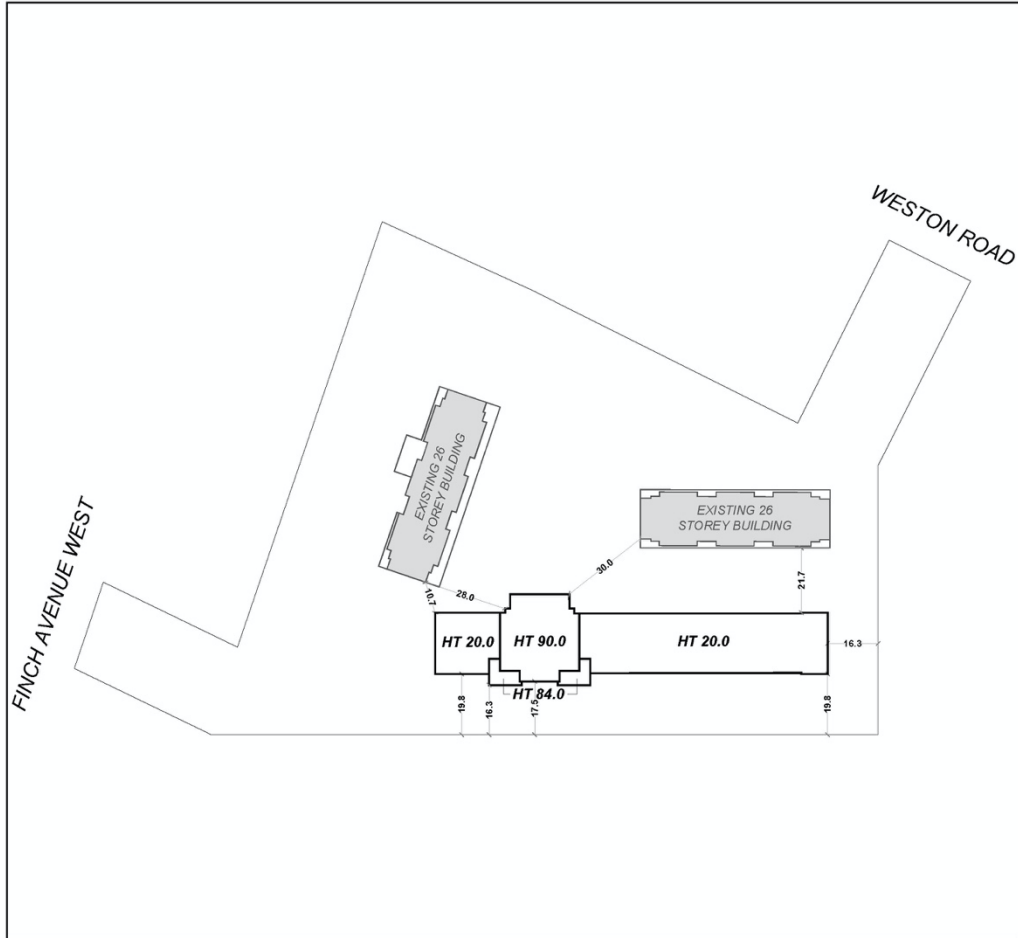 WESTON ROAD
FINCH AVENUE WEST
EXISTING 26
STOREY BUILDING
EXISTING 26
STOREY BUILDING
30.0
21.7
10.7
28.0
HT 20.0
HT 90.0
HT 20.0
16.3
HT 84.0
19.8
16.3
17.5
19.8